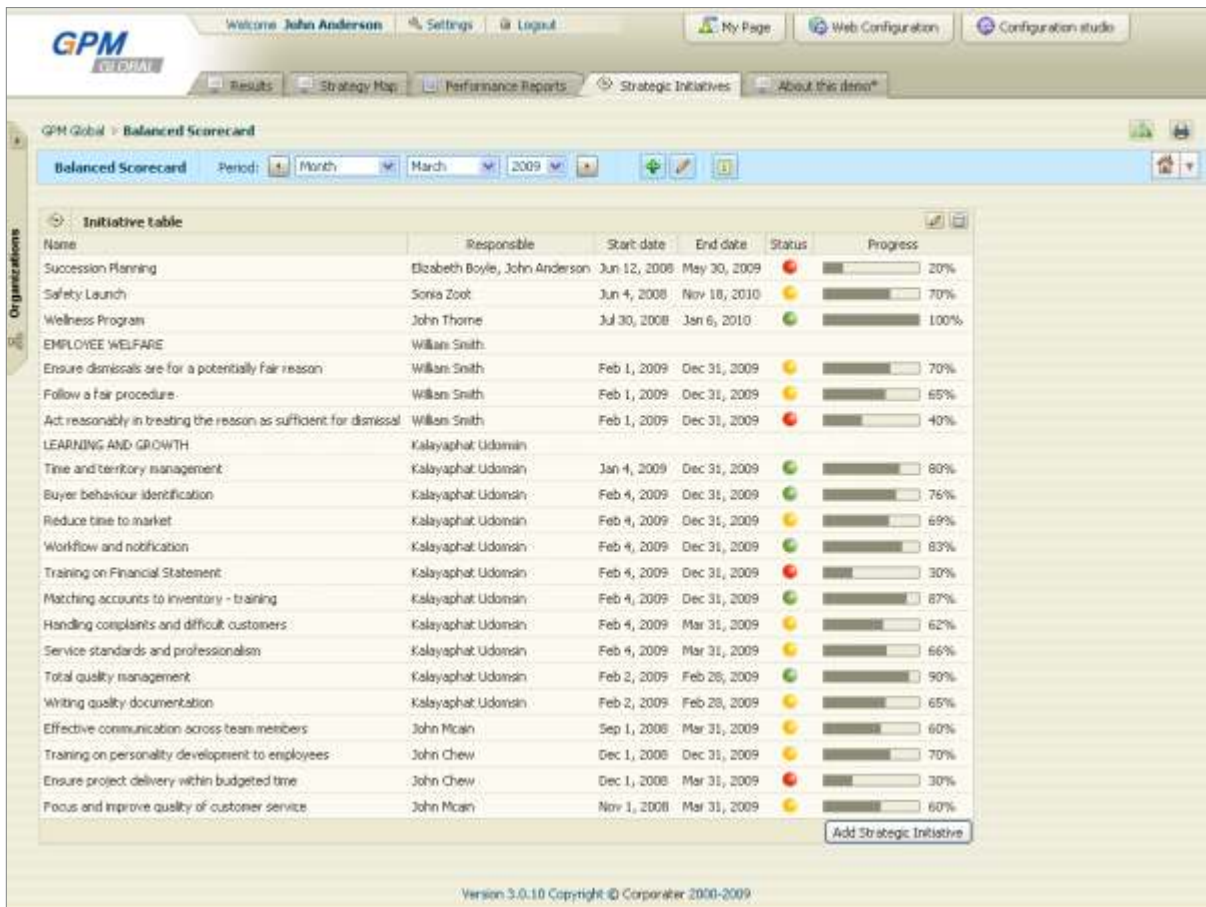 GPM
GLOBAL
Welcome John Anderson Settings Logout My Page Web Configuration Configuration studio
Results Strategy Map Performance Reports Strategic Initiatives About this demo*
GPM Global > Balanced Scorecard
Balanced Scorecard Period: Month March 2009
Organizations
Initiative table
Name Responsible Start date End date Status Progress
Succession Planning Elizabeth Boyle, John Anderson Jun 12, 2008 May 30, 2009 20%
Safety Launch Sonia Zoot Jun 4, 2008 Nov 18, 2010 70%
Wellness Program John Thorne Jul 30, 2008 Jan 6, 2010 100%
EMPLOYEE WELFARE William Smith
Ensure dismissals are for a potentially fair reason William Smith Feb 1, 2009 Dec 31, 2009 70%
Follow a fair procedure William Smith Feb 1, 2009 Dec 31, 2009 65%
Act reasonably in treating the reason as sufficient for dismissal William Smith Feb 1, 2009 Dec 31, 2009 40%
LEARNING AND GROWTH Kalayaphat Udomsin
Time and territory management Kalayaphat Udomsin Jan 4, 2009 Dec 31, 2009 80%
Buyer behaviour identification Kalayaphat Udomsin Feb 4, 2009 Dec 31, 2009 76%
Reduce time to market Kalayaphat Udomsin Feb 4, 2009 Dec 31, 2009 69%
Workflow and notification Kalayaphat Udomsin Feb 4, 2009 Dec 31, 2009 83%
Training on Financial Statement Kalayaphat Udomsin Feb 4, 2009 Dec 31, 2009 30%
Matching accounts to inventory - training Kalayaphat Udomsin Feb 4, 2009 Dec 31, 2009 87%
Handling complaints and difficult customers Kalayaphat Udomsin Feb 4, 2009 Mar 31, 2009 62%
Service standards and professionalism Kalayaphat Udomsin Feb 4, 2009 Mar 31, 2009 66%
Total quality management Kalayaphat Udomsin Feb 2, 2009 Feb 28, 2009 90%
Writing quality documentation Kalayaphat Udomsin Feb 2, 2009 Feb 28, 2009 65%
Effective communication across team members John Mcain Sep 1, 2008 Mar 31, 2009 60%
Training on personality development to employees John Chew Dec 1, 2008 Dec 31, 2009 70%
Ensure project delivery within budgeted time John Chew Dec 1, 2008 Mar 31, 2009 30%
Focus and improve quality of customer service John Mcain Nov 1, 2008 Mar 31, 2009 60%
Add Strategic Initiative
Version 3.0.10 Copyright © Corporater 2000-2009